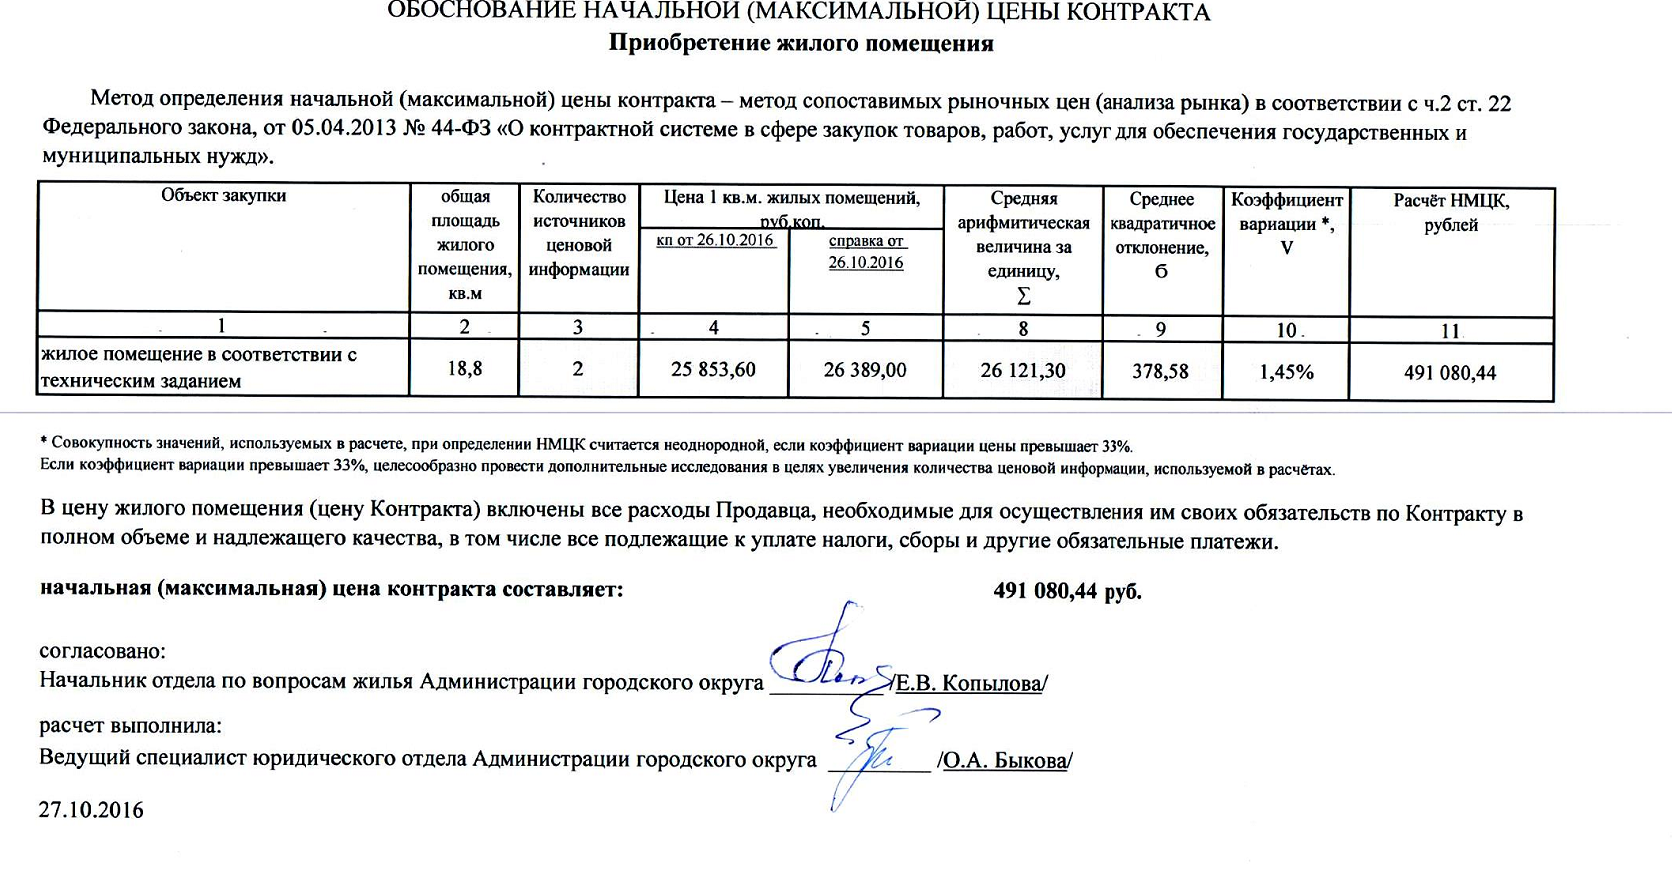 ОБОСНОВАНИЕ НАЧАЛЬНОЙ (МАКСИМАЛЬНОЙ) ЦЕНЫ КОНТРАКТА
Приобретение жилого помещения
Метод определения начальной (максимальной) цены контракта – метод сопоставимых рыночных цен (анализа рынка) в соответствии с ч.2 ст. 22
Федерального закона, от 05.04.2013 № 44-ФЗ «О контрактной системе в сфере закупок товаров, работ, услуг для обеспечения государственных и
муниципальных нужд».
Объект закупки
общая
площадь
жилого
помещения,
кв.м
Количество
источников
ценовой
информации
Цена 1 кв.м. жилых помещений,
руб.коп.
кп от 26.10.2016
справка от
26.10.2016
Средняя
арифмитическая
величина за
единицу,
∑
Среднее
квадратичное
отклонение,
б
Коэффициент
вариации *,
V
Расчёт НМЦК,
рублей
1 2 3 4 5 8 9 10 11
жилое помещение в соответствии с
техническим заданием
18,8 2 25 853,60 26 389,00 26 121,30 378,58 1,45% 491 080,44
* Совокупность значений, используемых в расчете, при определении НМЦК считается неоднородной, если коэффициент вариации цены превышает 33%.
Если коэффициент вариации превышает 33%, целесообразно провести дополнительные исследования в целях увеличения количества ценовой информации, используемой в расчётах.
В цену жилого помещения (цену Контракта) включены все расходы Продавца, необходимые для осуществления им своих обязательств по Контракту в
полном объеме и надлежащего качества, в том числе все подлежащие к уплате налоги, сборы и другие обязательные платежи.
начальная (максимальная) цена контракта составляет: 491 080,44 руб.
согласовано:
Начальник отдела по вопросам жилья Администрации городского округа /Е.В. Копылова/
расчет выполнила:
Ведущий специалист юридического отдела Администрации городского округа /О.А. Быкова/
27.10.2016